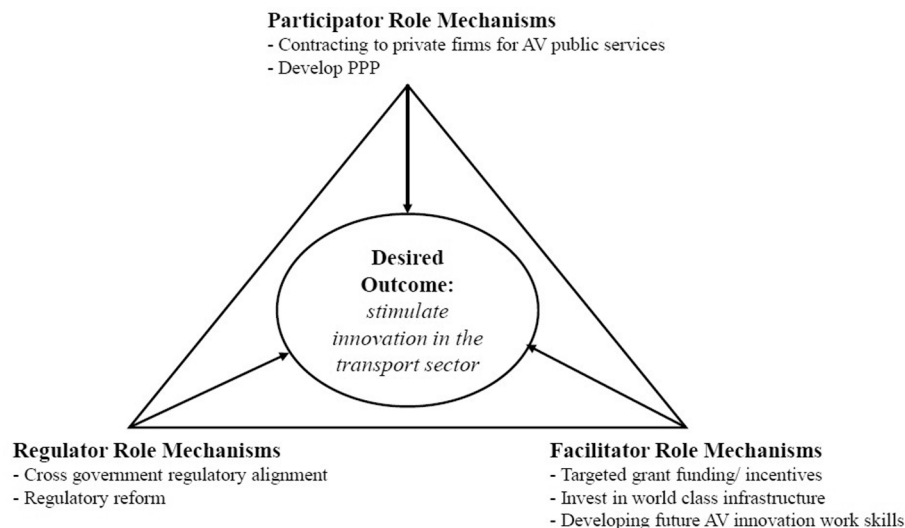 Participator Role Mechanisms
- Contracting to private firms for AV public services
- Develop PPP
Desired
Outcome:
stimulate
innovation in the
transport sector
Regulator Role Mechanisms
- Cross government regulatory alignment
- Regulatory reform
Facilitator Role Mechanisms
- Targeted grant funding/ incentives
- Invest in world class infrastructure
- Developing future AV innovation work skills